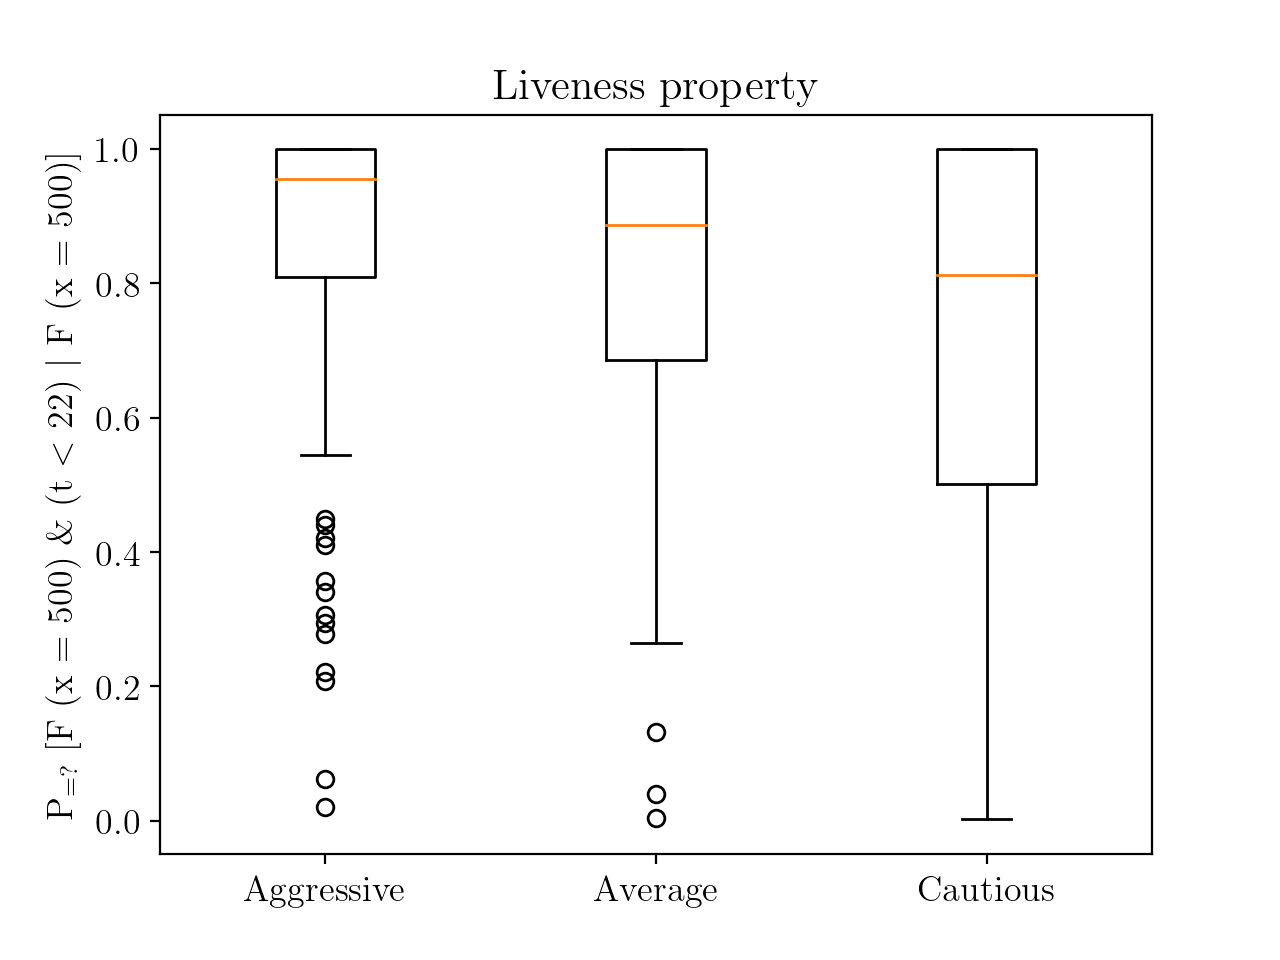 Liveness property
P=? [F (x = 500) & (t < 22) | F (x = 500)]
1.0
0.8
0.6
0.4
0.2
0.0
Aggressive
Average
Cautious